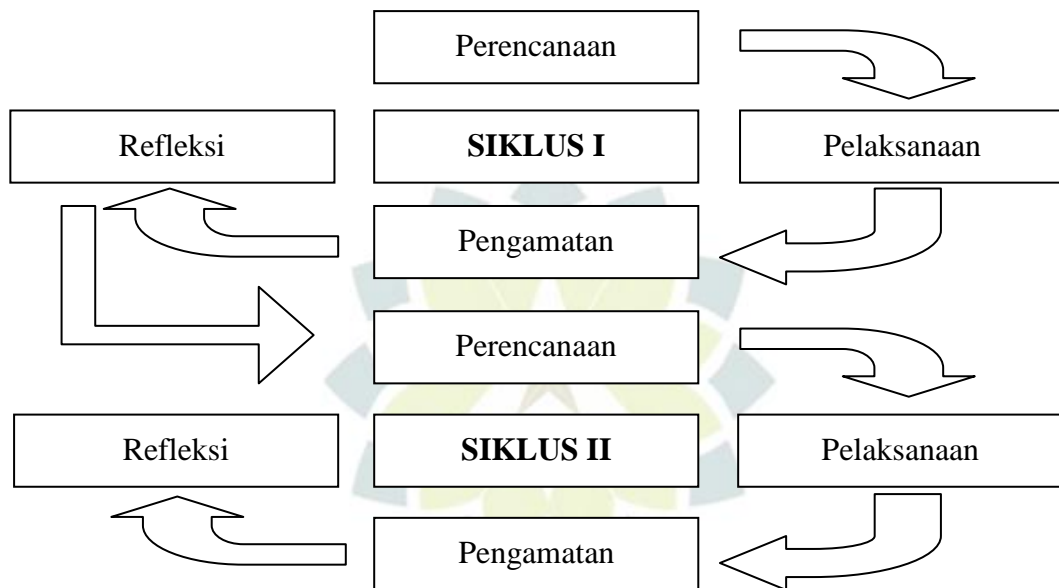 Perencanaan
Refleksi
SIKLUS I
Pelaksanaan
Pengamatan
Perencanaan
Refleksi
SIKLUS II
Pelaksanaan
Pengamatan